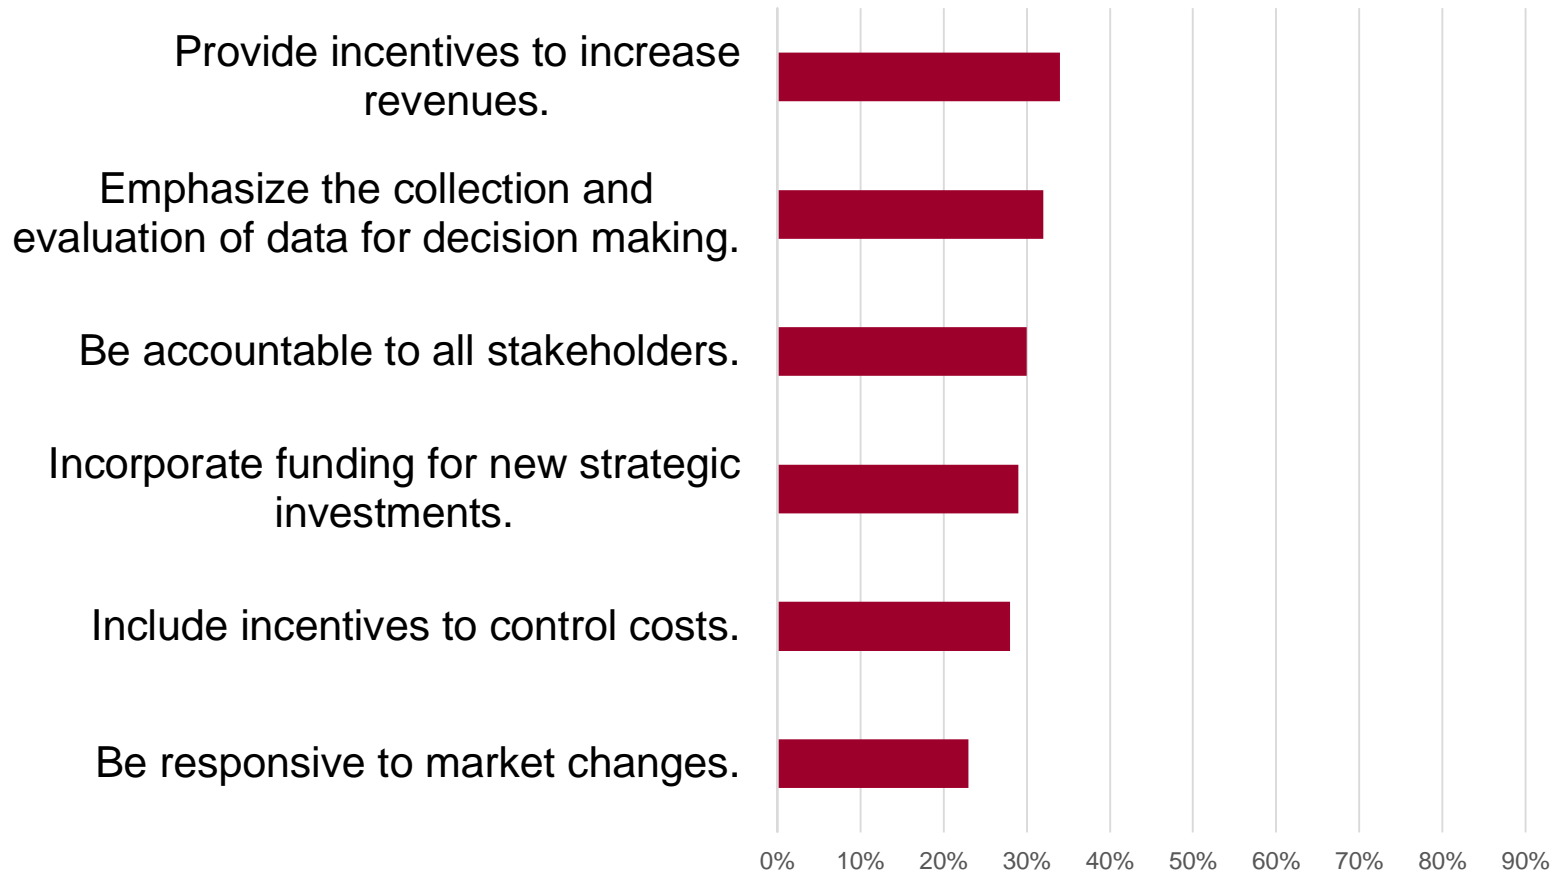 Provide incentives to increase
revenues.
Emphasize the collection and
evaluation of data for decision making.
Be accountable to all stakeholders.
Incorporate funding for new strategic
investments.
Include incentives to control costs.
Be responsive to market changes.
0% 10% 20% 30% 40% 50% 60% 70% 80% 90%